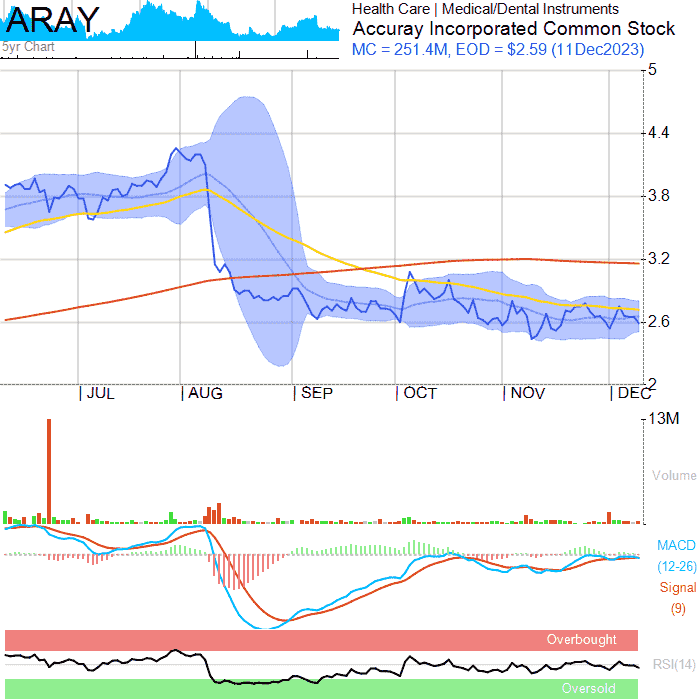 ARAY
5yr Chart
Health Care | Medical/Dental Instruments
Accuray Incorporated Common Stock
MC = 251.4M, EOD = $2.59 (11Dec2023)
5
4.4
3.8
3.2
2.6
2
JUL AUG SEP OCT NOV DEC
13M
Volume
MACD
(12-26)
Signal
(9)
Overbought
RSI(14)
Oversold